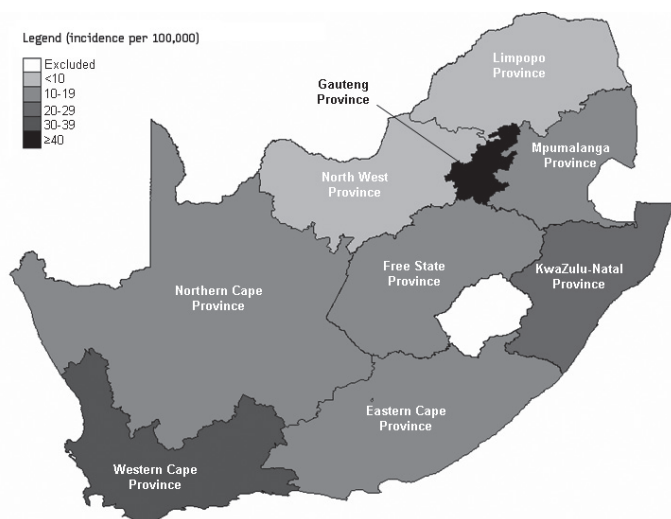 Legend (incidence per 100,000)
Excluded
<10
10-19
20-29
30-39
≥40
Limpopo
Province
Gauteng
Province
Mpumalanga
Province
North West
Province
Free State
Province
KwaZulu-Natal
Province
Northern Cape
Province
Eastern Cape
Province
Western Cape
Province